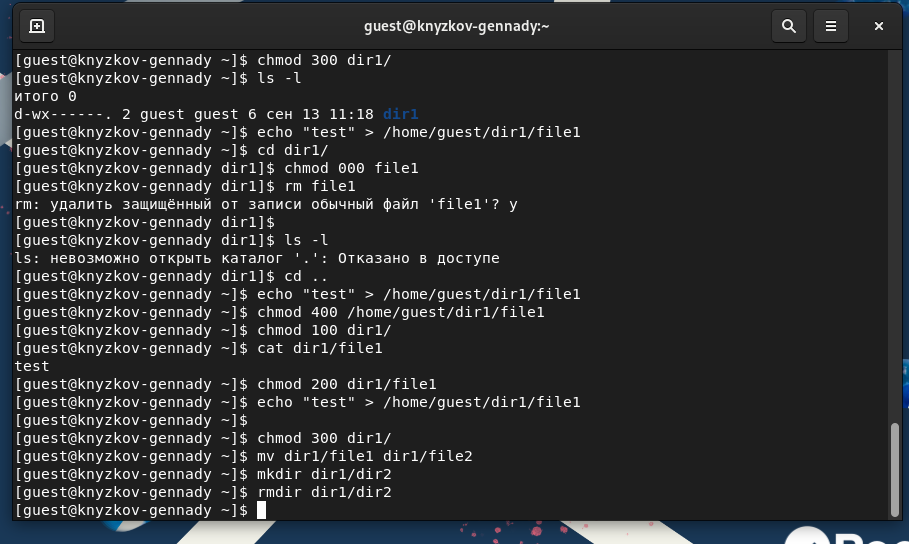 guest@knyzkov-gennady:~
[guest@knyzkov-gennady ~]$ chmod 300 dir1/
[guest@knyzkov-gennady ~]$ ls -l
итого 0
d-wx------. 2 guest guest 6 сен 13 11:18 dir1
[guest@knyzkov-gennady ~]$ echo "test" > /home/guest/dir1/file1
[guest@knyzkov-gennady ~]$ cd dir1/
[guest@knyzkov-gennady dir1]$ chmod 000 file1
[guest@knyzkov-gennady dir1]$ rm file1
rm: удалить защищённый от записи обычный файл 'file1'? y
[guest@knyzkov-gennady dir1]$
[guest@knyzkov-gennady dir1]$ ls -l
ls: невозможно открыть каталог '.': Отказано в доступе
[guest@knyzkov-gennady dir1]$ cd ..
[guest@knyzkov-gennady ~]$ echo "test" > /home/guest/dir1/file1
[guest@knyzkov-gennady ~]$ chmod 400 /home/guest/dir1/file1
[guest@knyzkov-gennady ~]$ chmod 100 dir1/
[guest@knyzkov-gennady ~]$ cat dir1/file1
test
[guest@knyzkov-gennady ~]$ chmod 200 dir1/file1
[guest@knyzkov-gennady ~]$ echo "test" > /home/guest/dir1/file1
[guest@knyzkov-gennady ~]$
[guest@knyzkov-gennady ~]$ chmod 300 dir1/
[guest@knyzkov-gennady ~]$ mv dir1/file1 dir1/file2
[guest@knyzkov-gennady ~]$ mkdir dir1/dir2
[guest@knyzkov-gennady ~]$ rmdir dir1/dir2
[guest@knyzkov-gennady ~]$